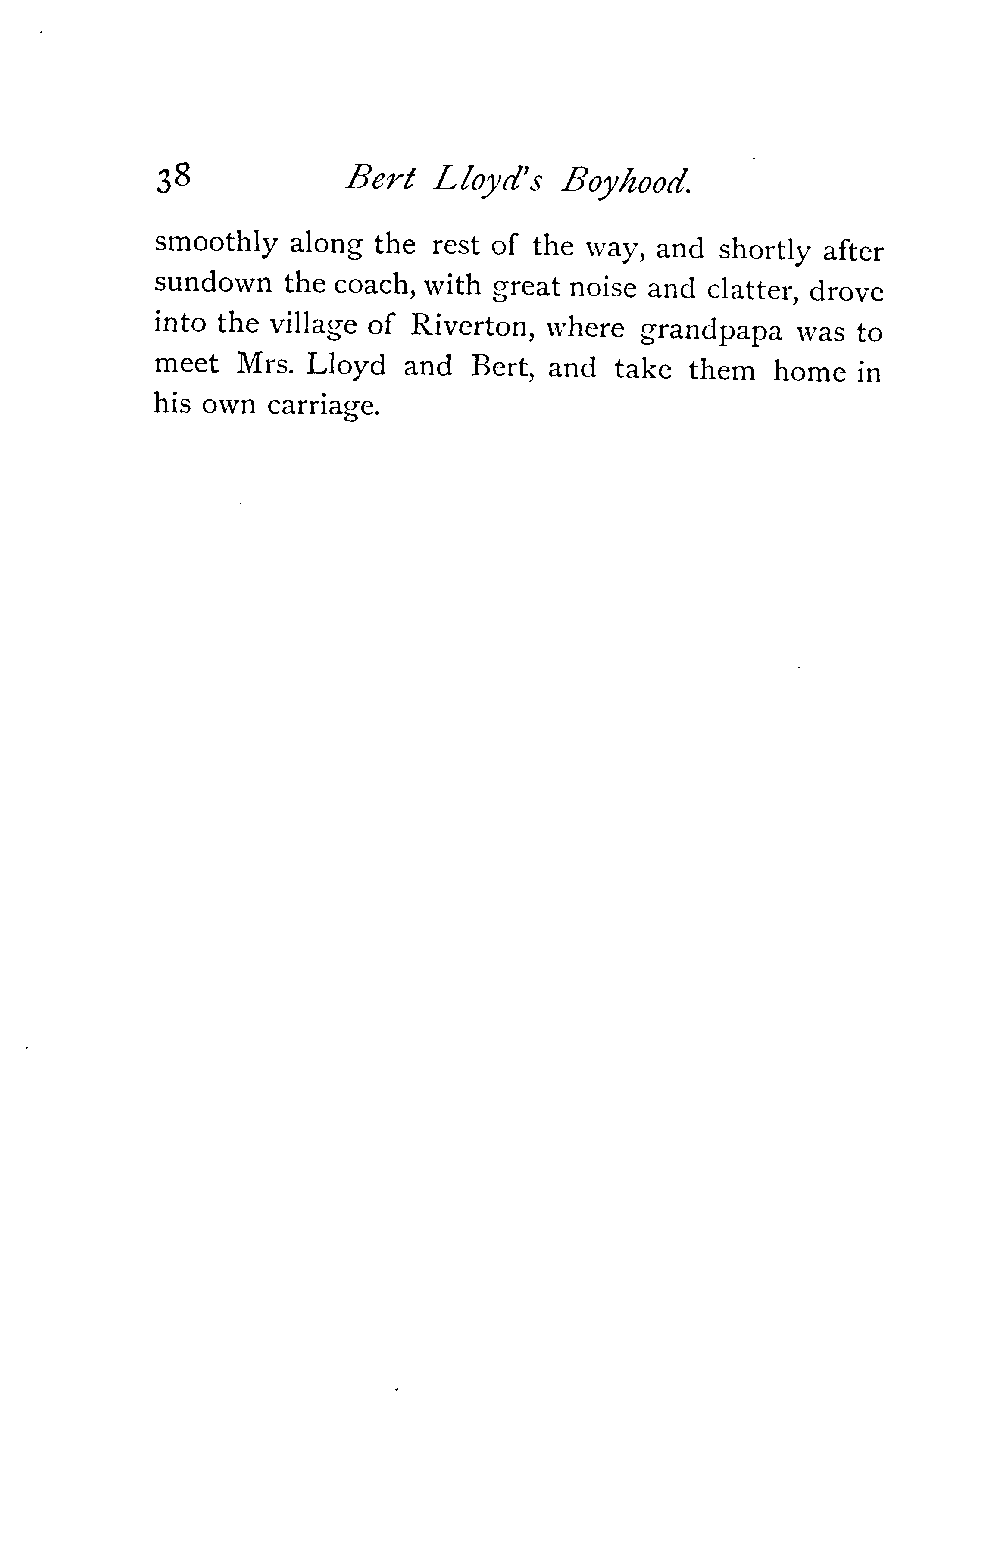 38 Bert Lloyd's Boyhood.
smoothly along the rest of the way, and shortly after
sundown the coach, with great noise and clatter, drove
into the village of Riverton, where grandpapa was to
meet Mrs. Lloyd and Bert, and take them home in
his own carriage.